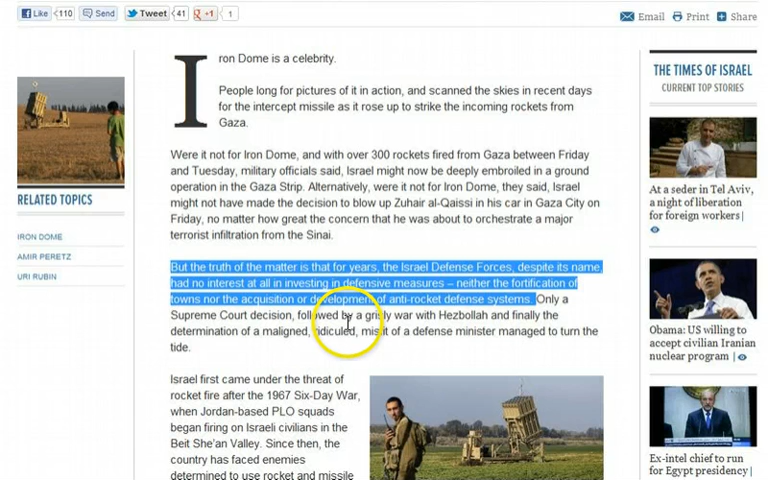 Like 110 Send Tweet 41 +1 1
Email Print Share
I ron Dome is a celebrity.
People long for pictures of it in action, and scanned the skies in recent days
for the intercept missile as it rose up to strike the incoming rockets from
Gaza.
Were it not for Iron Dome, and with over 300 rockets fired from Gaza between Friday
and Tuesday, military officials said, Israel might now be deeply embroiled in a ground
operation in the Gaza Strip. Alternatively, were it not for Iron Dome, they said, Israel
might not have made the decision to blow up Zuhair al-Qaissi in his car in Gaza City on
Friday, no matter how great the concern that he was about to orchestrate a major
terrorist infiltration from the Sinai.
But the truth of the matter is that for years, the Israel Defense Forces, despite its name,
had no interest at all in investing in defensive measures – neither the fortification of
towns nor the acquisition or development of anti-rocket defense systems. Only a
Supreme Court decision, followed by a grisly war with Hezbollah and finally the
determination of a maligned, ridiculed, misfit of a defense minister managed to turn the
tide.
Israel first came under the threat of
rocket fire after the 1967 Six-Day War,
when Jordan-based PLO squads
began firing on Israeli civilians in the
Beit She'an Valley. Since then, the
country has faced enemies
determined to use rocket and missile
RELATED TOPICS
IRON DOME
AMIR PERETZ
URI RUBIN
THE TIMES OF ISRAEL
CURRENT TOP STORIES
At a seder in Tel Aviv,
a night of liberation
for foreign workers |
Obama: US willing to
accept civilian Iranian
nuclear program |
Ex-intel chief to run
for Egypt presidency |